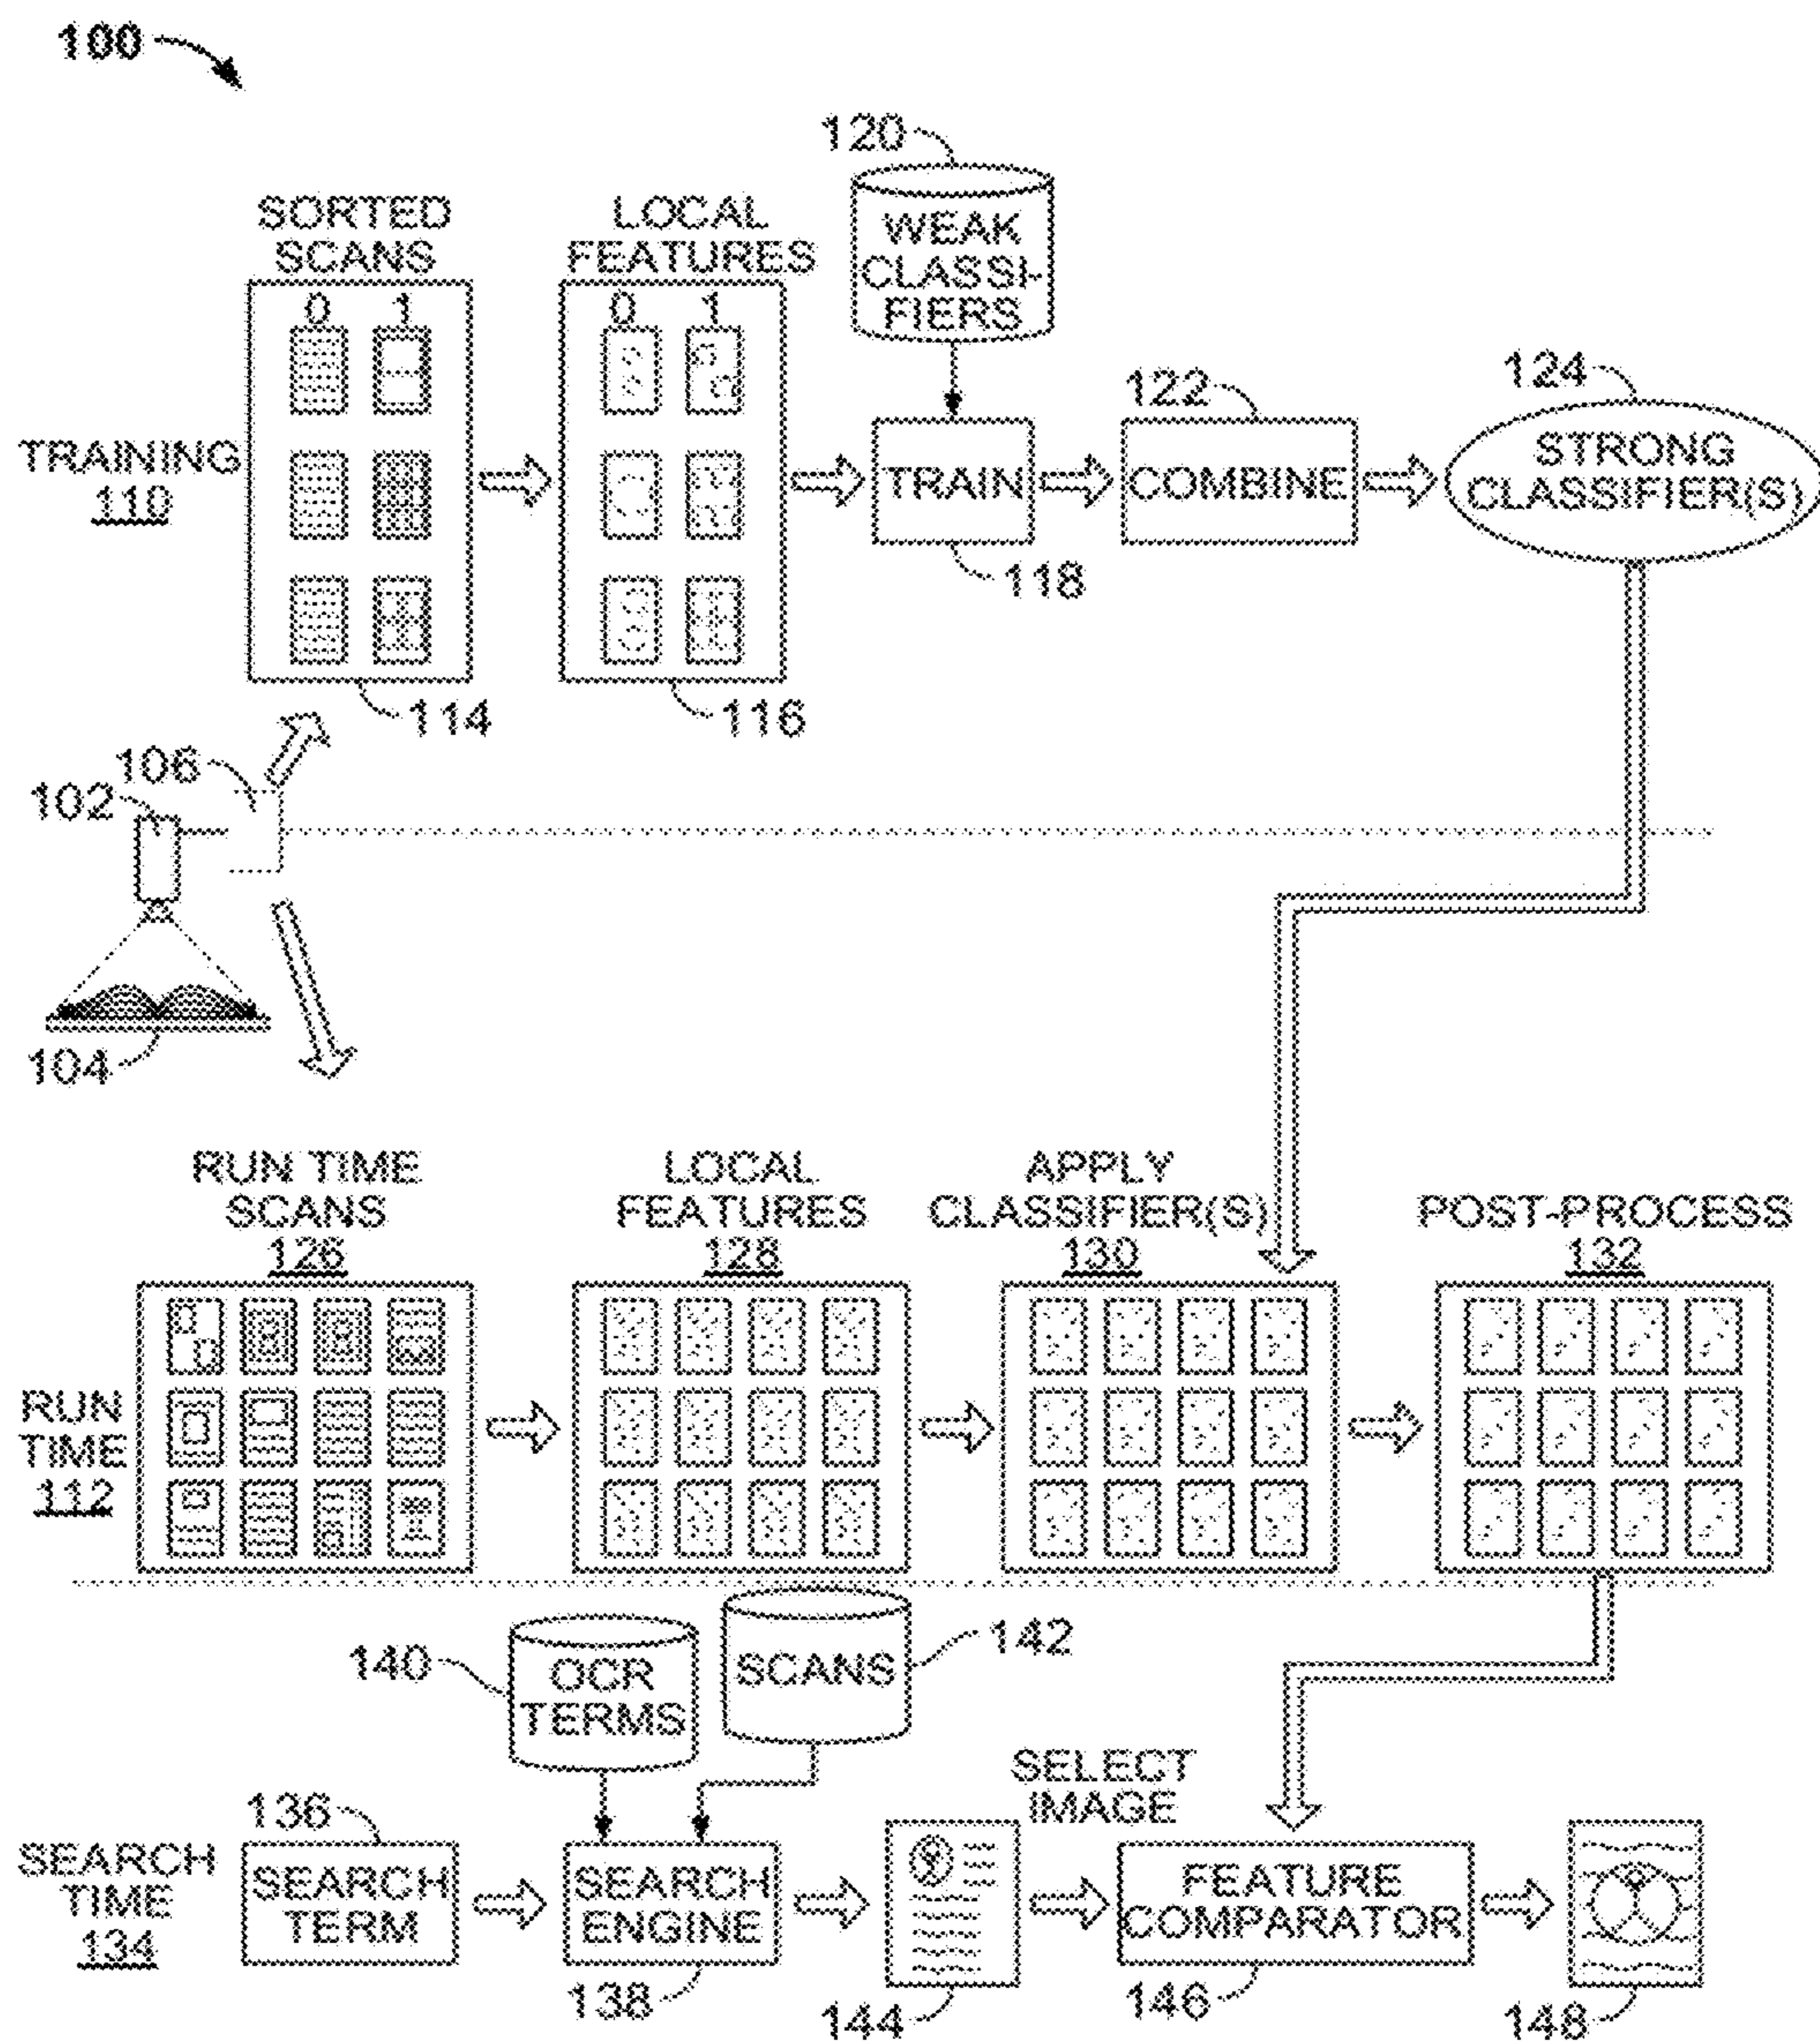 100
120
SORTED
SCANS
LOCAL
FEATURES
WEAK
CLASSI-
FIERS
0 1
0 1
122
124
TRAINING
110
TRAIN
COMBINE
STRONG
CLASSIFIER(S)
118
114
116
106
102
104
RUN TIME
SCANS
126
LOCAL
FEATURES
128
APPLY
CLASSIFIER(S)
130
POST-PROCESS
132
RUN
TIME
112
140
OCR
TERMS
SCANS
142
SELECT
IMAGE
136
SEARCH
TIME
134
SEARCH
TERM
SEARCH
ENGINE
FEATURE
COMPARATOR
138
144
146
148